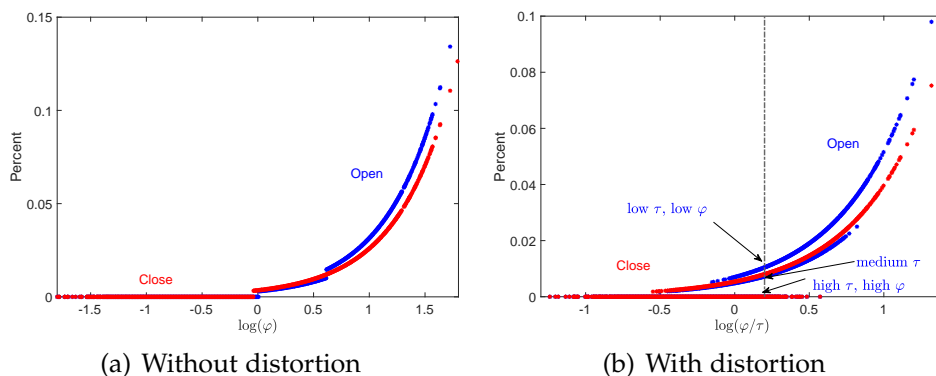 0.15
0.1
0.05
0
Percent
Open
Close
-1.5 -1 -0.5 0 0.5 1 1.5
log(φ)
(a) Without distortion
0.1
0.08
0.06
0.04
0.02
0
Percent
Open
low τ, low φ
Close
medium τ
high τ, high φ
-1 -0.5 0 0.5 1
log(φ/τ)
(b) With distortion